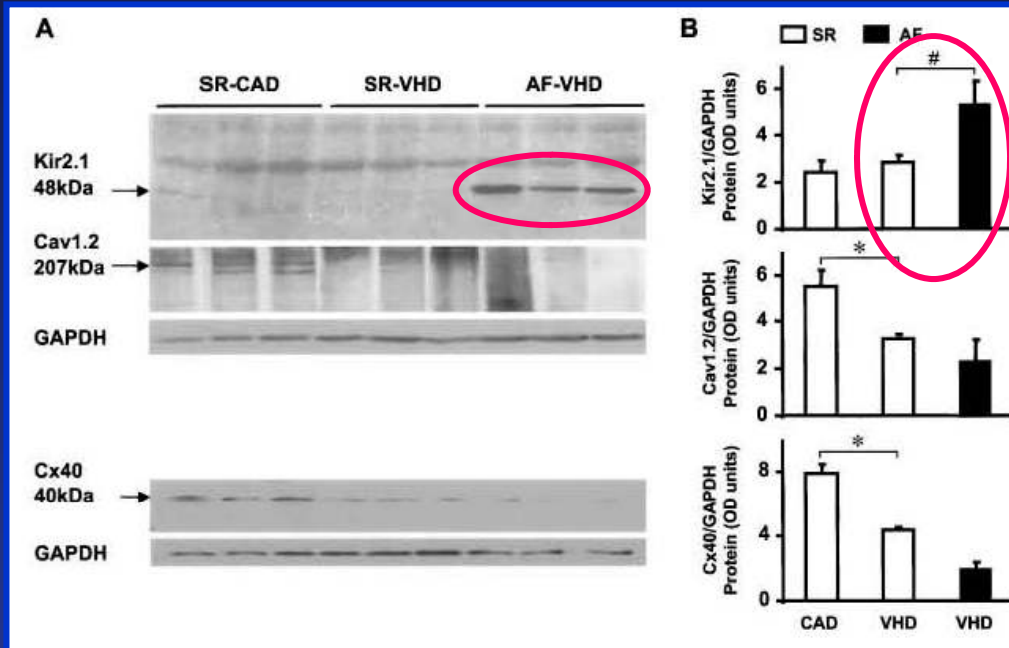 A
SR-CAD SR-VHD AF-VHD
Kir2.1
48kDa
Cav1.2
207kDa
GAPDH
Cx40
40kDa
GAPDH
B
SR AF
Kir2.1/GAPDH
Protein (OD units)
6
4
2
0
#
Cav1.2/GAPDH
Protein (OD units)
6
4
2
0
*
Cx40/GAPDH
Protein (OD units)
8
4
0
*
CAD VHD VHD